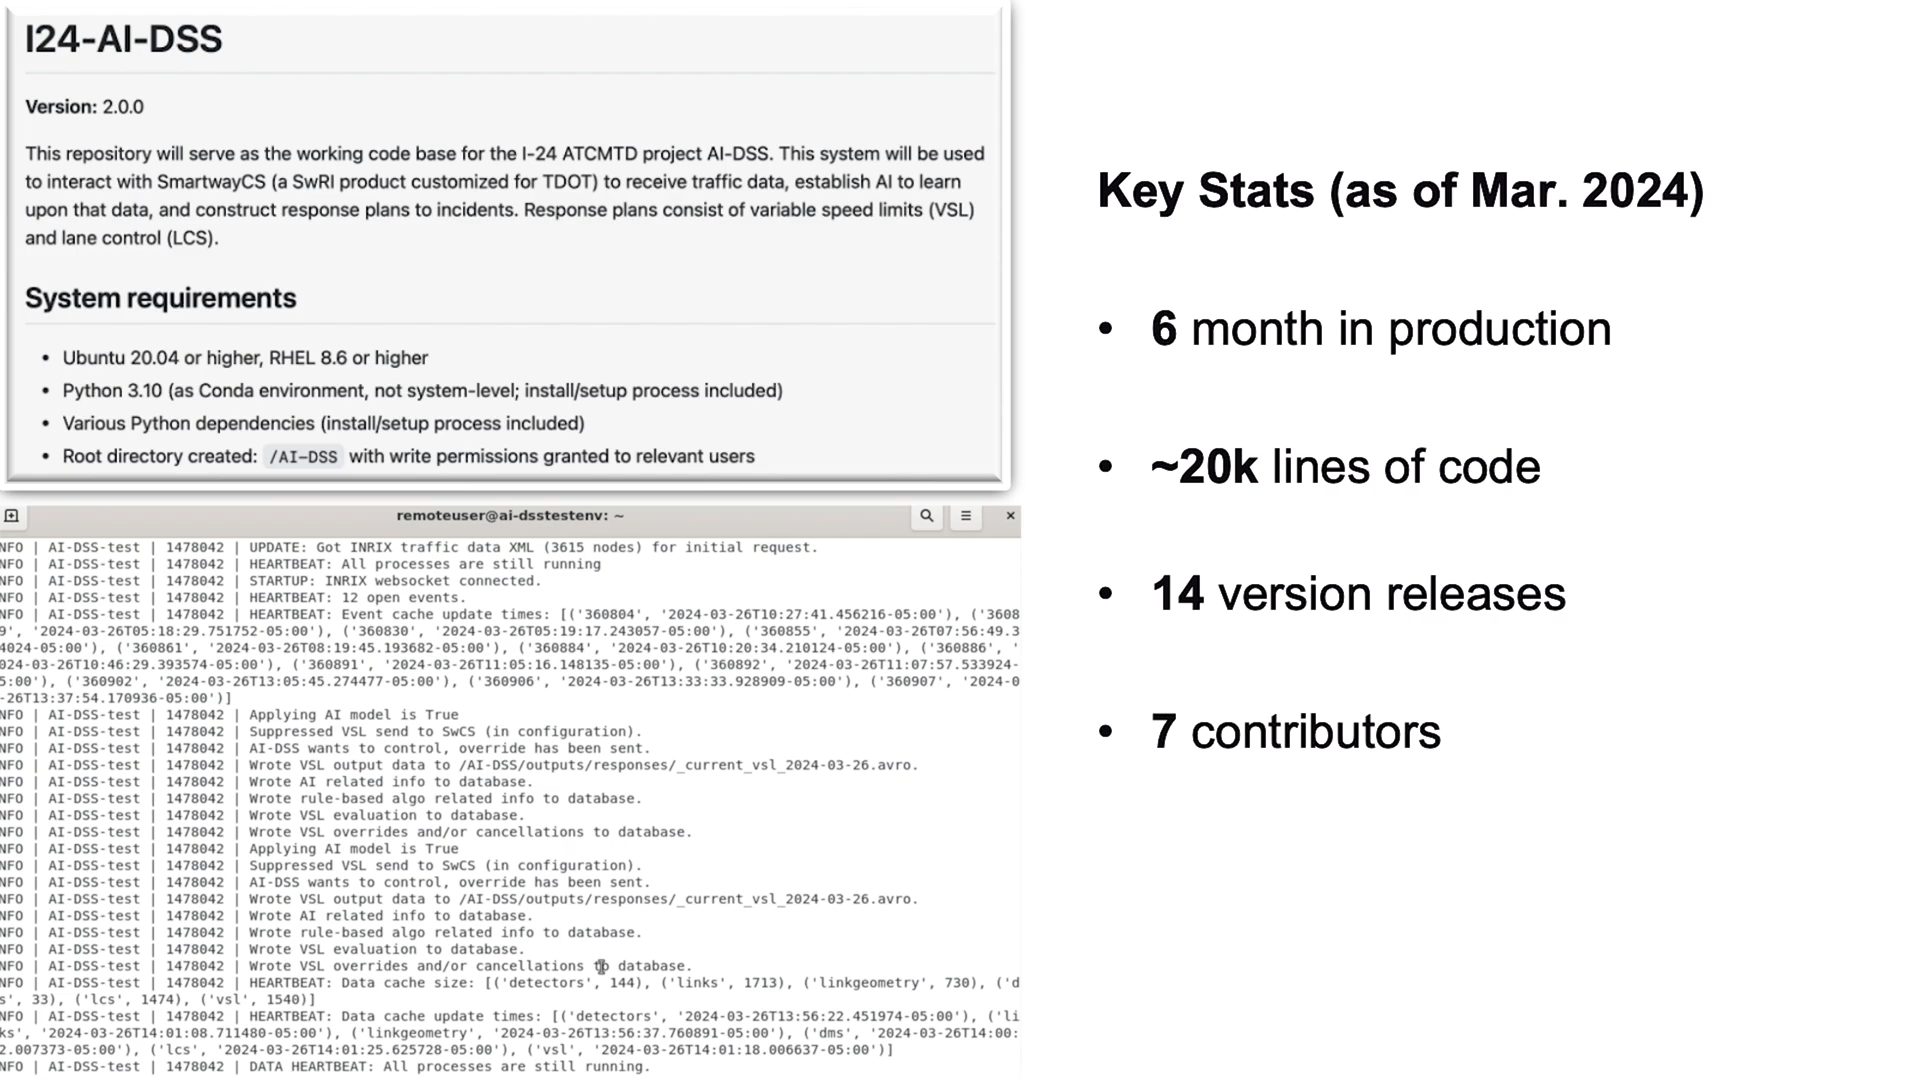 I24-AI-DSS
Version: 2.0.0
This repository will serve as the working code base for the I-24 ATCMTD project AI-DSS. This system will be used
to interact with SmartwayCS (a SwRI product customized for TDOT) to receive traffic data, establish AI to learn
upon that data, and construct response plans to incidents. Response plans consist of variable speed limits (VSL)
and lane control (LCS).
System requirements
• Ubuntu 20.04 or higher, RHEL 8.6 or higher
• Python 3.10 (as Conda environment, not system-level; install/setup process included)
• Various Python dependencies (install/setup process included)
• Root directory created: /AI-DSS with write permissions granted to relevant users
remoteuser@ai-dsstestenv: ~
NFO | AI-DSS-test | 1478042 | UPDATE: Got INRIX traffic data XML (3615 nodes) for initial request.
NFO | AI-DSS-test | 1478042 | HEARTBEAT: All processes are still running
NFO | AI-DSS-test | 1478042 | STARTUP: INRIX websocket connected.
NFO | AI-DSS-test | 1478042 | HEARTBEAT: 12 open events.
NFO | AI-DSS-test | 1478042 | HEARTBEAT: Event cache update times: [('360804', '2024-03-26T10:27:41.456216-05:00'), ('3608
9', '2024-03-26T05:18:29.751752-05:00'), ('360830', '2024-03-26T05:19:17.243057-05:00'), ('360855', '2024-03-26T07:56:49.3
4024-05:00'), ('360861', '2024-03-26T08:19:45.193682-05:00'), ('360884', '2024-03-26T10:20:34.210124-05:00'), ('360886', '
024-03-26T10:46:29.393574-05:00'), ('360891', '2024-03-26T11:05:16.148135-05:00'), ('360892', '2024-03-26T11:07:57.533924-
5:00'), ('360902', '2024-03-26T13:05:45.274477-05:00'), ('360906', '2024-03-26T13:33:33.928909-05:00'), ('360907', '2024-0
-26T13:37:54.170936-05:00')]
NFO | AI-DSS-test | 1478042 | Applying AI model is True
NFO | AI-DSS-test | 1478042 | Suppressed VSL send to SwCS (in configuration).
NFO | AI-DSS-test | 1478042 | AI-DSS wants to control, override has been sent.
NFO | AI-DSS-test | 1478042 | Wrote VSL output data to /AI-DSS/outputs/responses/_current_vsl_2024-03-26.avro.
NFO | AI-DSS-test | 1478042 | Wrote AI related info to database.
NFO | AI-DSS-test | 1478042 | Wrote rule-based algo related info to database.
NFO | AI-DSS-test | 1478042 | Wrote VSL evaluation to database.
NFO | AI-DSS-test | 1478042 | Wrote VSL overrides and/or cancellations to database.
NFO | AI-DSS-test | 1478042 | Applying AI model is True
NFO | AI-DSS-test | 1478042 | Suppressed VSL send to SwCS (in configuration).
NFO | AI-DSS-test | 1478042 | AI-DSS wants to control, override has been sent.
NFO | AI-DSS-test | 1478042 | Wrote VSL output data to /AI-DSS/outputs/responses/_current_vsl_2024-03-26.avro.
NFO | AI-DSS-test | 1478042 | Wrote AI related info to database.
NFO | AI-DSS-test | 1478042 | Wrote rule-based algo related info to database.
NFO | AI-DSS-test | 1478042 | Wrote VSL evaluation to database.
NFO | AI-DSS-test | 1478042 | Wrote VSL overrides and/or cancellations to database.
NFO | AI-DSS-test | 1478042 | HEARTBEAT: Data cache size: [('detectors', 144), ('links', 1713), ('linkgeometry', 730), ('d
s', 33), ('lcs', 1474), ('vsl', 1540)]
NFO | AI-DSS-test | 1478042 | HEARTBEAT: Data cache update times: [('detectors', '2024-03-26T13:56:22.451974-05:00'), ('li
ks', '2024-03-26T14:01:08.711480-05:00'), ('linkgeometry', '2024-03-26T13:56:37.760891-05:00'), ('dms', '2024-03-26T14:00:
2.007373-05:00'), ('lcs', '2024-03-26T14:01:25.625728-05:00'), ('vsl', '2024-03-26T14:01:18.006637-05:00')]
NFO | AI-DSS-test | 1478042 | DATA HEARTBEAT: All processes are still running.
Key Stats (as of Mar. 2024)
• 6 month in production
• ~20k lines of code
• 14 version releases
• 7 contributors